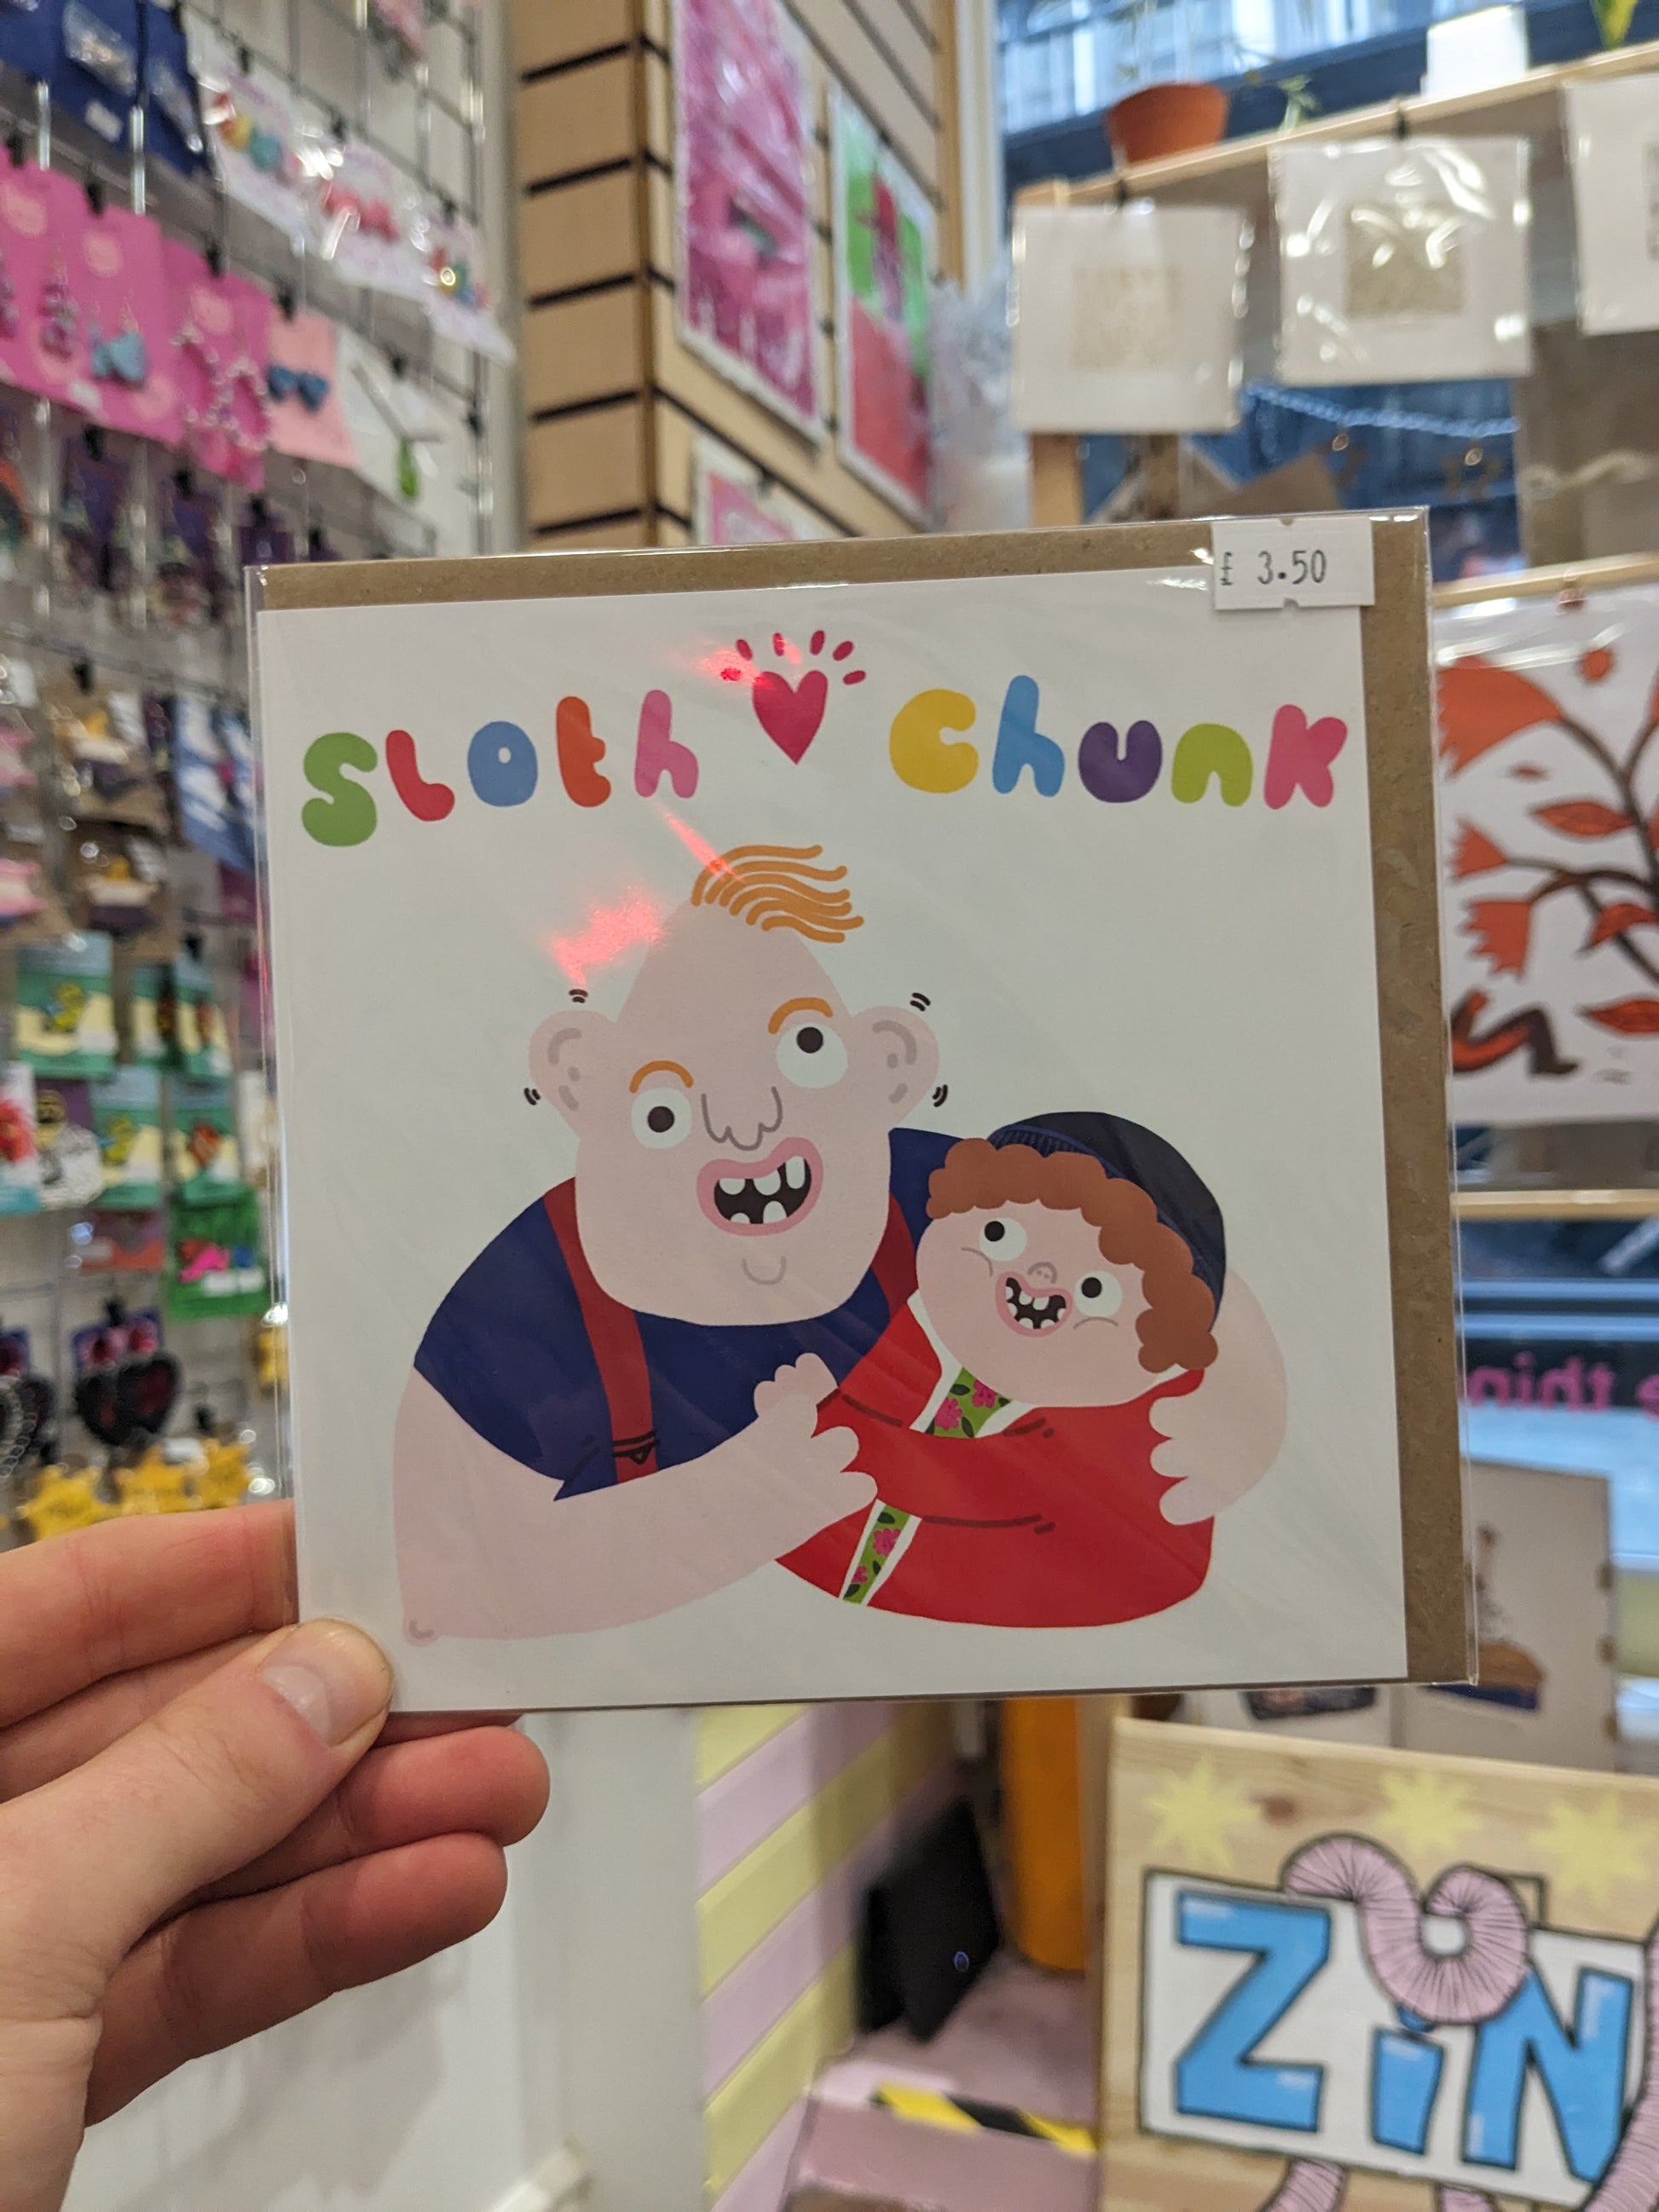 £ 3.50
Sloth Chunk
ZiN